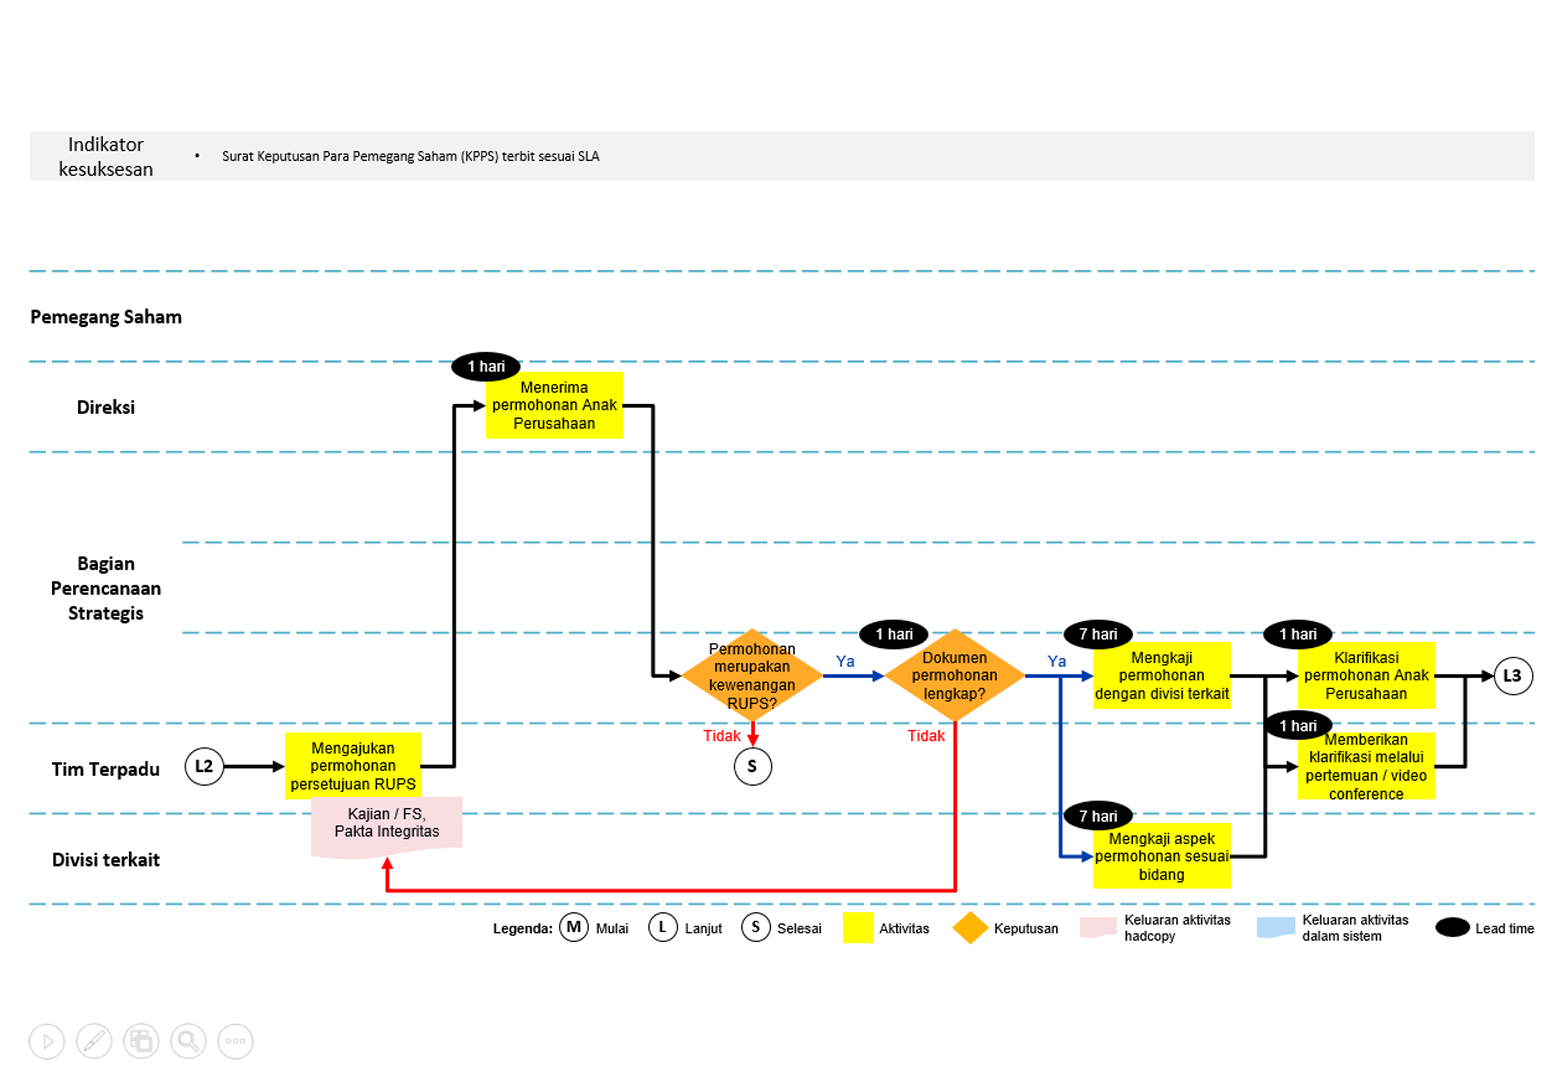 Indikator
kesuksesan
• Surat Keputusan Para Pemegang Saham (KPPS) terbit sesuai SLA
Pemegang Saham
Direksi
1 hari
Menerima
permohonan Anak
Perusahaan
Bagian
Perencanaan
Strategis
Permohonan
merupakan
kewenangan
RUPS?
Ya
Tidak
1 hari
Dokumen
permohonan
lengkap?
Ya
Tidak
7 hari
Mengkaji
permohonan
dengan divisi terkait
1 hari
Klarifikasi
permohonan Anak
Perusahaan
L3
Tim Terpadu
L2
Mengajukan
permohonan
persetujuan RUPS
S
1 hari
Memberikan
klarifikasi melalui
pertemuan / video
conference
Kajian / FS,
Pakta Integritas
Divisi terkait
7 hari
Mengkaji aspek
permohonan sesuai
bidang
Legenda:
M Mulai
L Lanjut
S Selesai
Aktivitas
Keputusan
Keluaran aktivitas
hadcopy
Keluaran aktivitas
dalam sistem
Lead time